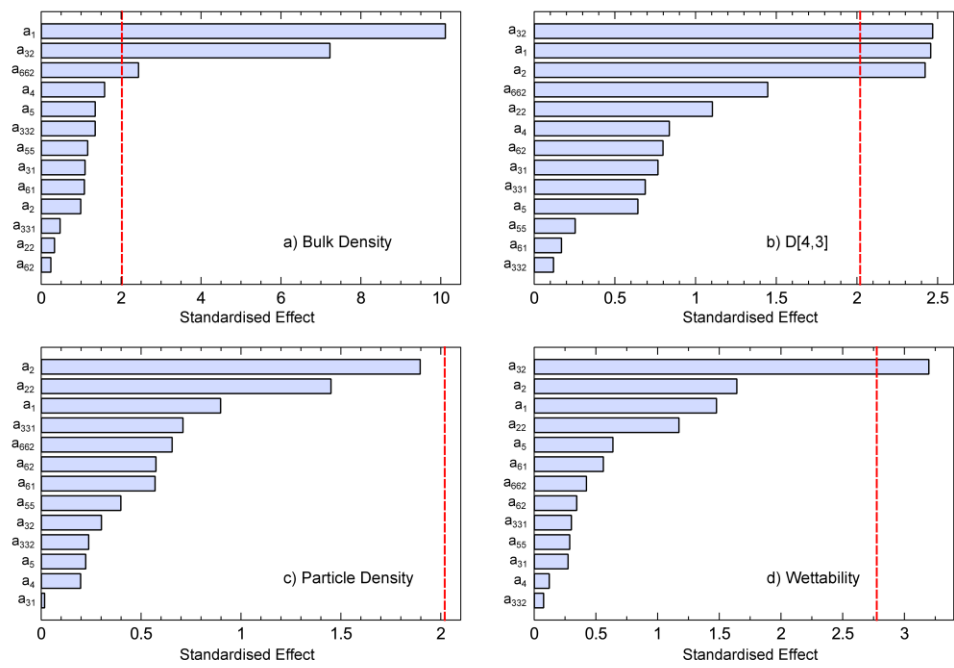 a₁
a₃₂
a₆₆₂
a₄
a₅
a₃₃₂
a₅₅
a₃₁
a₆₁
a₂
a₃₃₁
a₂₂
a₆₂
a) Bulk Density
0 2 4 6 8 10
Standardised Effect
a₃₂
a₁
a₂
a₆₆₂
a₂₂
a₄
a₆₂
a₃₁
a₃₃₁
a₅
a₅₅
a₆₁
a₃₃₂
b) D[4,3]
0 0.5 1 1.5 2 2.5
Standardised Effect
a₂
a₂₂
a₁
a₃₃₁
a₆₆₂
a₆₂
a₆₁
a₅₅
a₃₂
a₃₃₂
a₅
a₄
a₃₁
c) Particle Density
0 0.5 1 1.5 2
Standardised Effect
a₃₂
a₂
a₁
a₂₂
a₅
a₆₁
a₆₆₂
a₆₂
a₃₃₁
a₅₅
a₃₁
a₄
a₃₃₂
d) Wettability
0 0.5 1 1.5 2 2.5 3
Standardised Effect